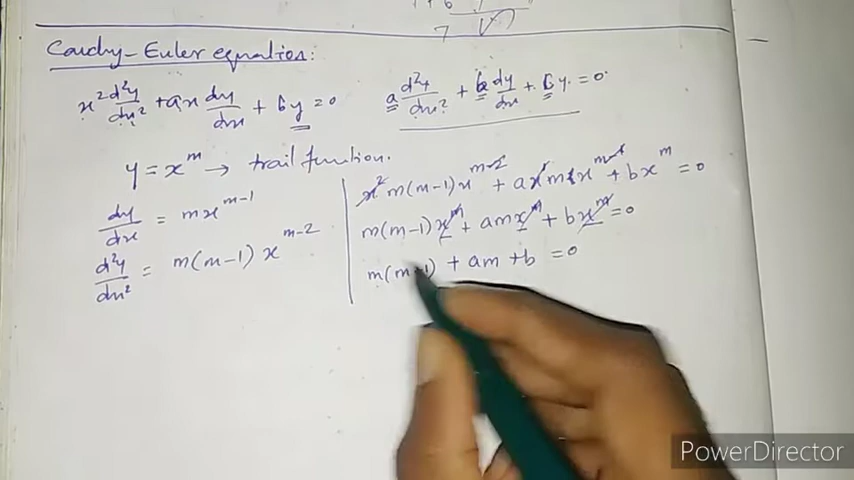 Cauchy-Euler equation:
x²d²y/dx² + ax dy/dx + by = 0
a d²y/dx² + b dy/dx + cy = 0
y = x^m → trail function.
dy/dx = mx^(m-1)
d²y/dx² = m(m-1)x^(m-2)
x² m(m-1)x^(m-2) + ax m x^(m-1) + bx^m = 0
m(m-1)x^m + amx^m + bx^m = 0
m(m-1) + am + b = 0
PowerDirector